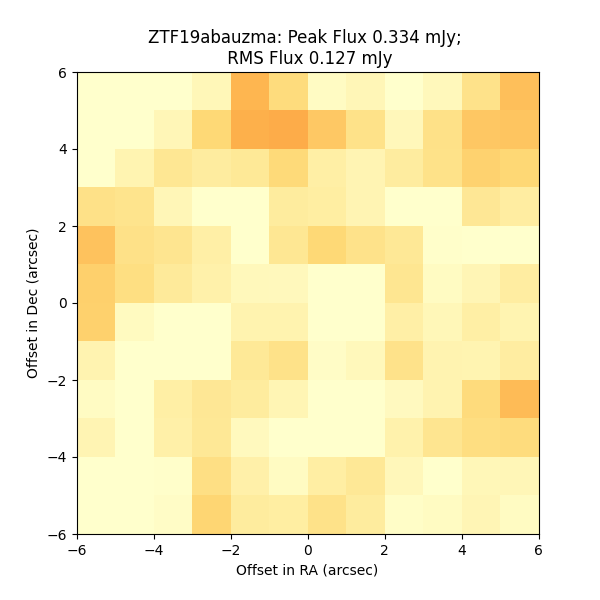 ZTF19abauzma: Peak Flux 0.334 mJy;
RMS Flux 0.127 mJy
6
4
2
0
−2
−4
−6
Offset in Dec (arcsec)
−6 −4 −2 0 2 4 6
Offset in RA (arcsec)